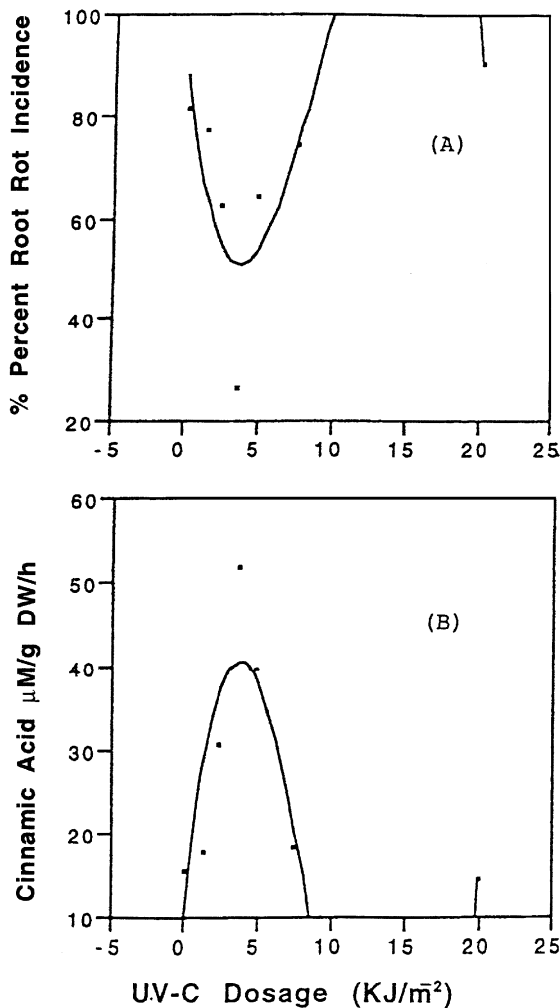 % Percent Root Rot Incidence
100
80
60
40
20
(A)
-5 0 5 10 15 20 25
Cinnamic Acid µM/g DW/h
60
50
40
30
20
10
(B)
-5 0 5 10 15 20 25
U.V-C Dosage (KJ/m̄²)